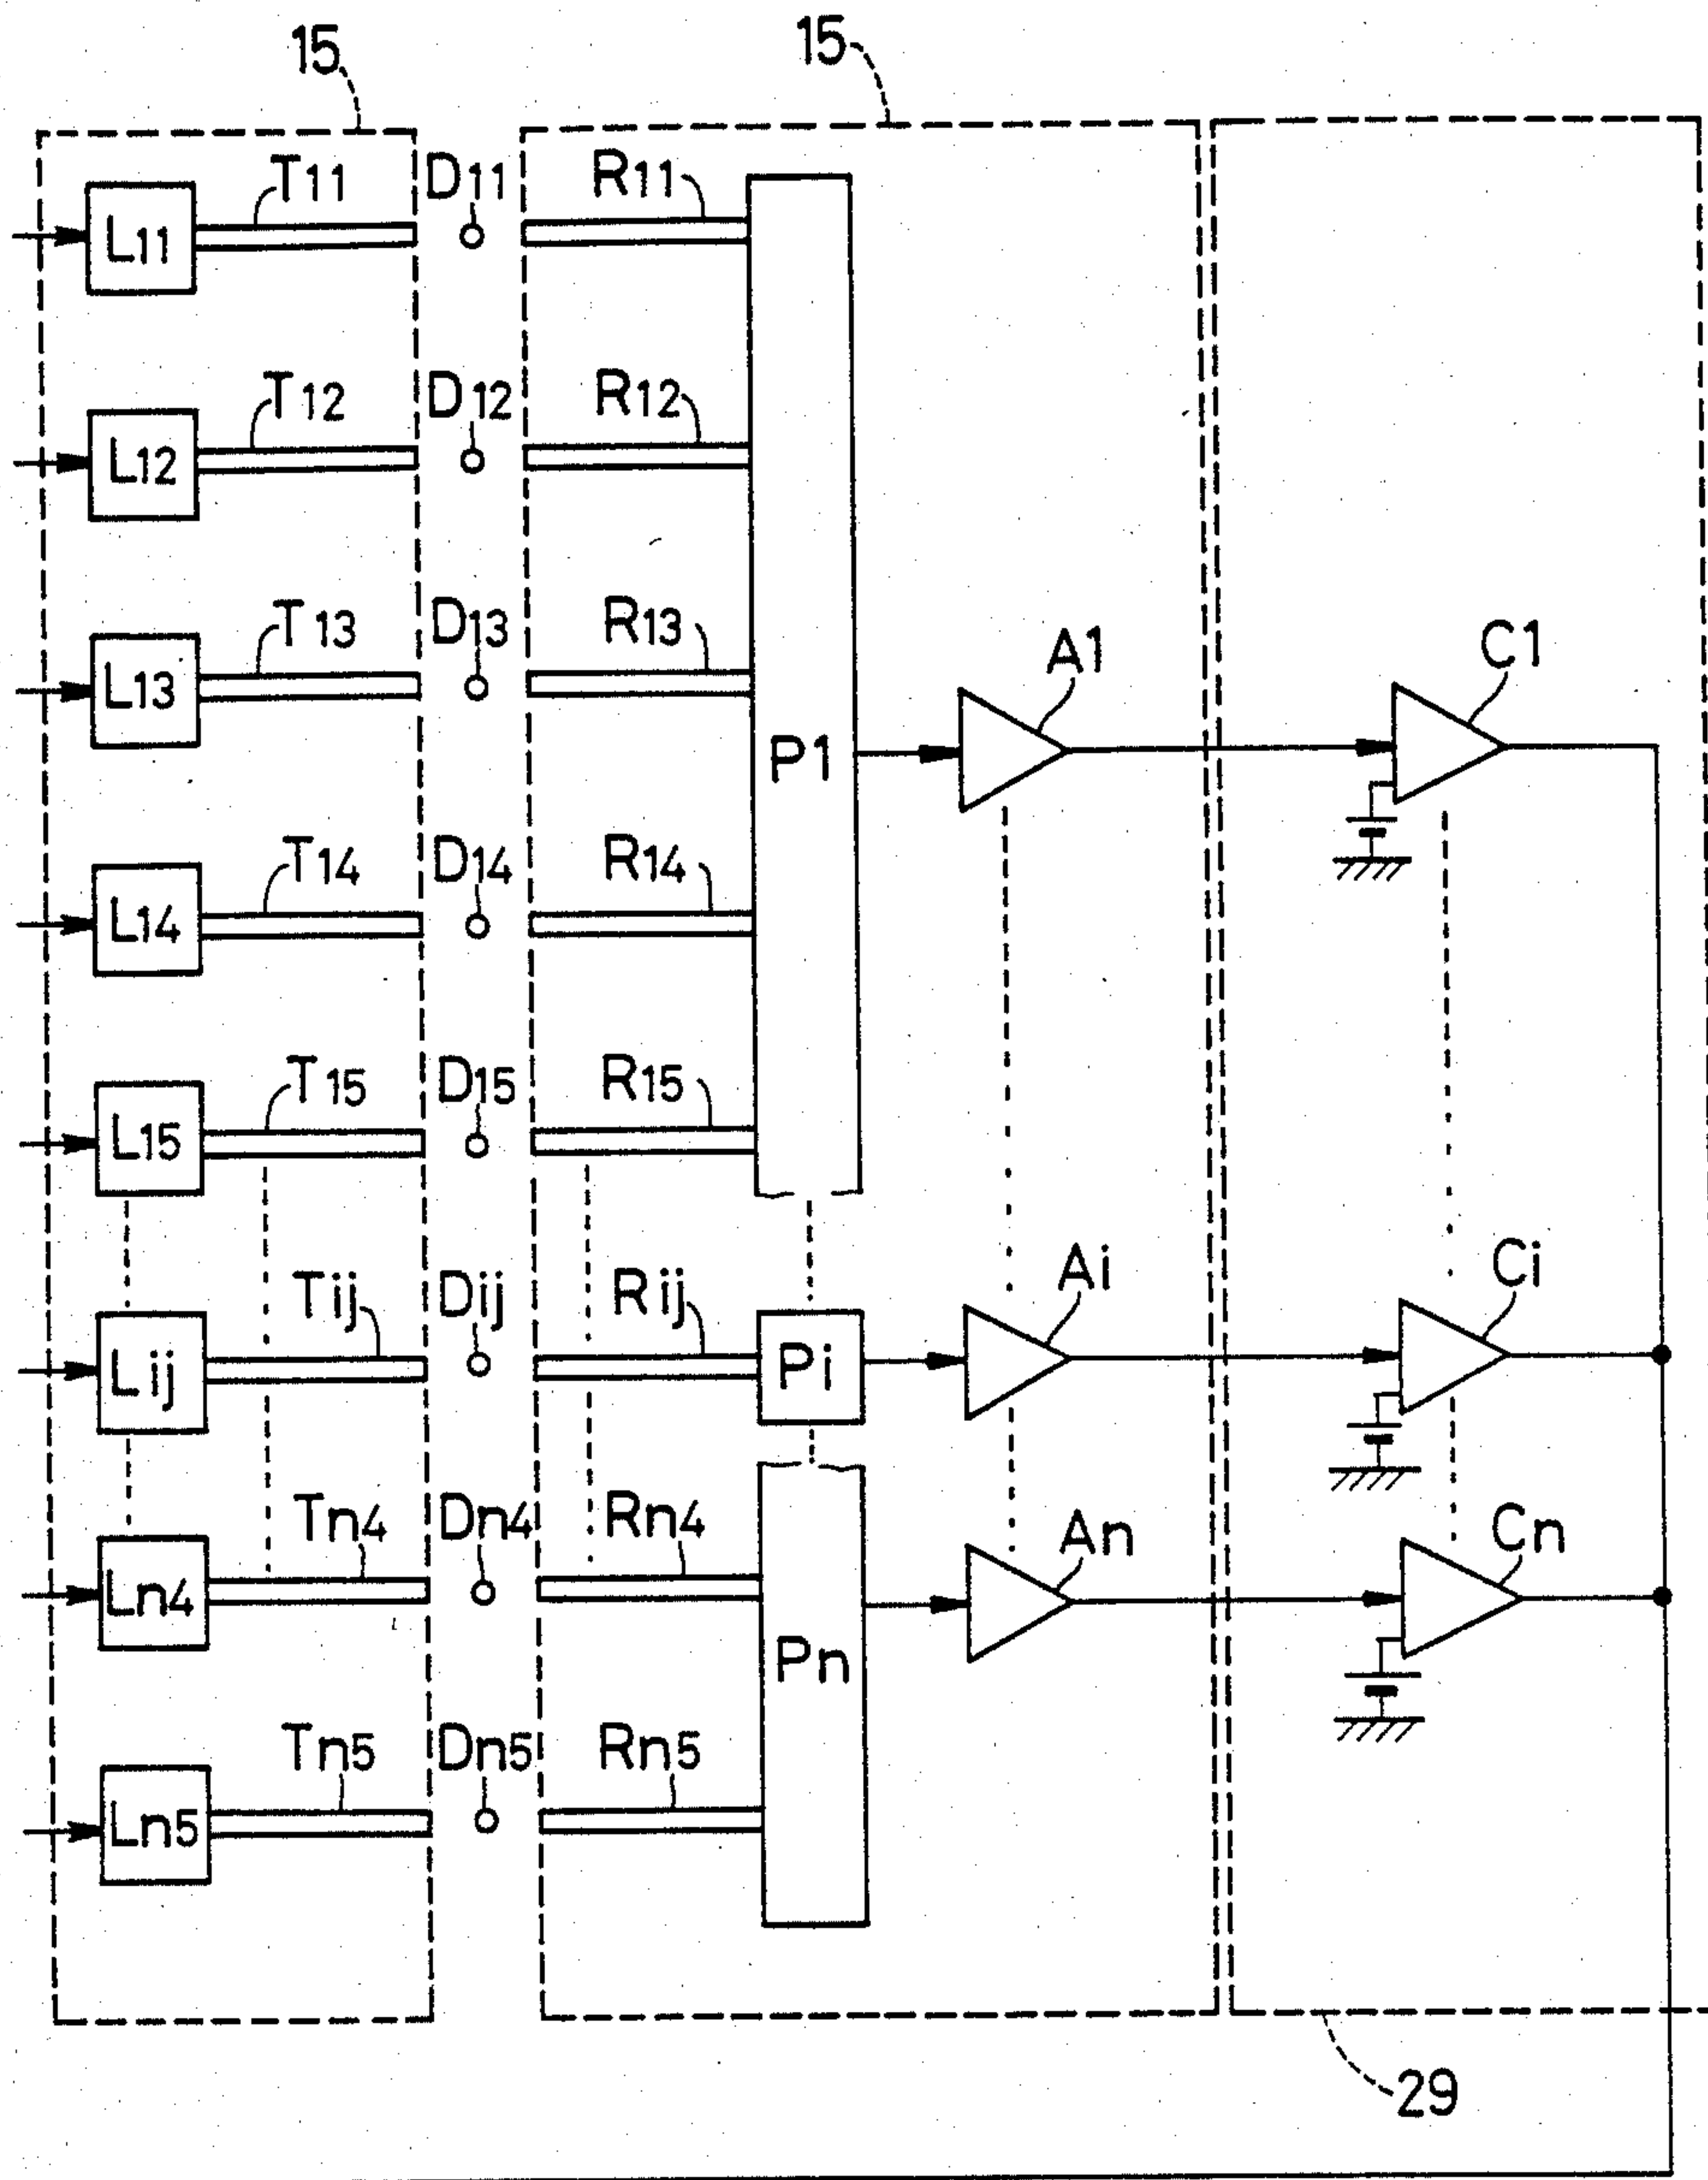 15 15
T11 D11 R11
L11
T12 D12 R12
L12
T13 D13 R13
L13
A1 C1
P1
T14 D14 R14
L14
T15 D15 R15
L15
Tij Dij Rij Ai Ci
Lij Pi
Tn4 Dn4 Rn4 An Cn
Ln4
Pn
Tn5 Dn5 Rn5
Ln5
29